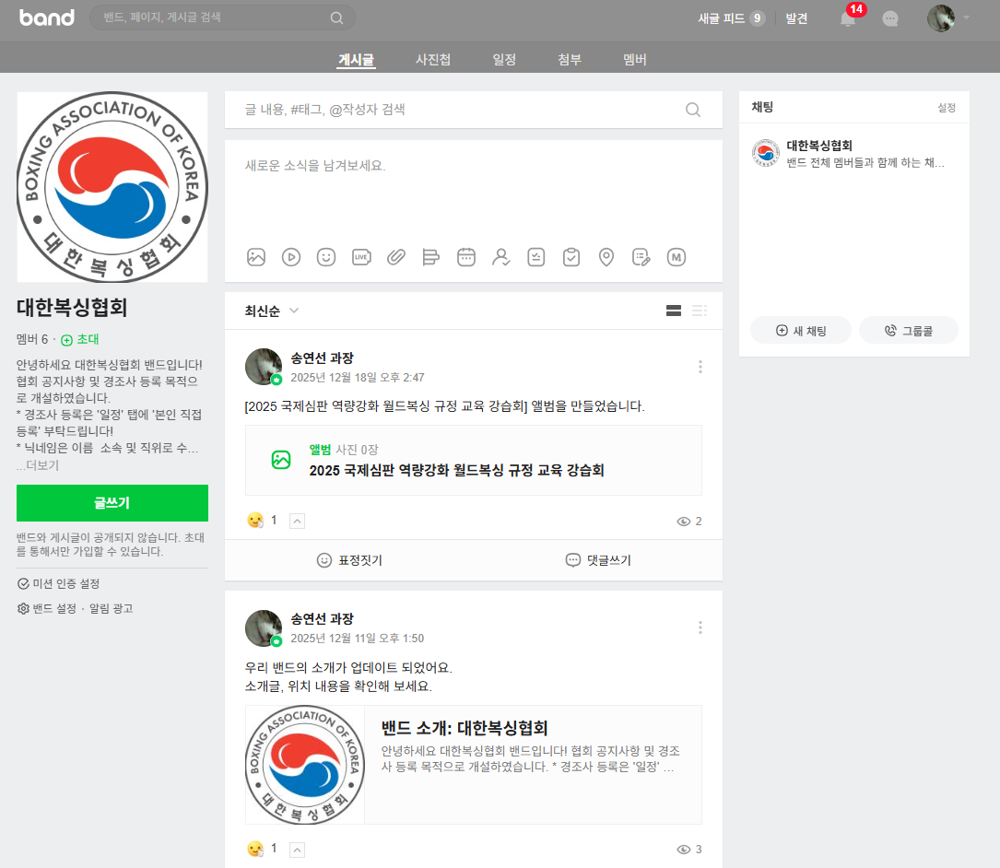 band
밴드, 페이지, 게시글 검색
새글 피드 9
발견
14
게시글
사진첩
일정
첨부
멤버
BOXING ASSOCIATION OF KOREA
대한복싱협회
대한복싱협회
멤버 6 · 초대
안녕하세요 대한복싱협회 밴드입니다!
협회 공지사항 및 경조사 등록 목적으
로 개설하였습니다.
* 경조사 등록은 '일정' 탭에 '본인 직접
등록' 부탁드립니다!
* 닉네임은 이름 소속 및 직위로 수...
...더보기
글쓰기
밴드와 게시글이 공개되지 않습니다. 초대
를 통해서만 가입할 수 있습니다.
미션 인증 설정
밴드 설정 · 알림 광고
글 내용, #태그, @작성자 검색
새로운 소식을 남겨보세요.
LIVE
M
최신순
송연선 과장
2025년 12월 18일 오후 2:47
[2025 국제심판 역량강화 월드복싱 규정 교육 강습회] 앨범을 만들었습니다.
앨범 사진 0장
2025 국제심판 역량강화 월드복싱 규정 교육 강습회
1
2
표정짓기
댓글쓰기
송연선 과장
2025년 12월 11일 오후 1:50
우리 밴드의 소개가 업데이트 되었어요.
소개글, 위치 내용을 확인해 보세요.
BOXING ASSOCIATION OF KOREA
대한복싱협회
밴드 소개: 대한복싱협회
안녕하세요 대한복싱협회 밴드입니다! 협회 공지사항 및 경조
사 등록 목적으로 개설하였습니다. * 경조사 등록은 '일정' ...
1
3
채팅
설정
대한복싱협회
밴드 전체 멤버들과 함께 하는 채...
새 채팅
그룹콜